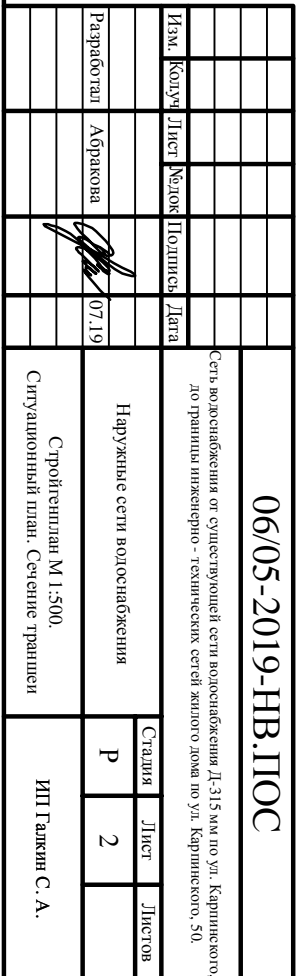 06/05-2019-НВ.ПОС
Сеть водоснабжения от существующей сети водоснабжения Д-315 мм по ул. Карпинского,
до границы инженерно - технических сетей жилого дома по ул. Карпинского, 50.
Изм. Колуч Лист №док Подпись Дата
Разработал Абракова 07.19
Наружные сети водоснабжения
Стадия Лист Листов
Р 2
Стройгенплан М 1:500.
Ситуационный план. Сечение траншеи
ИП Галкин С. А.